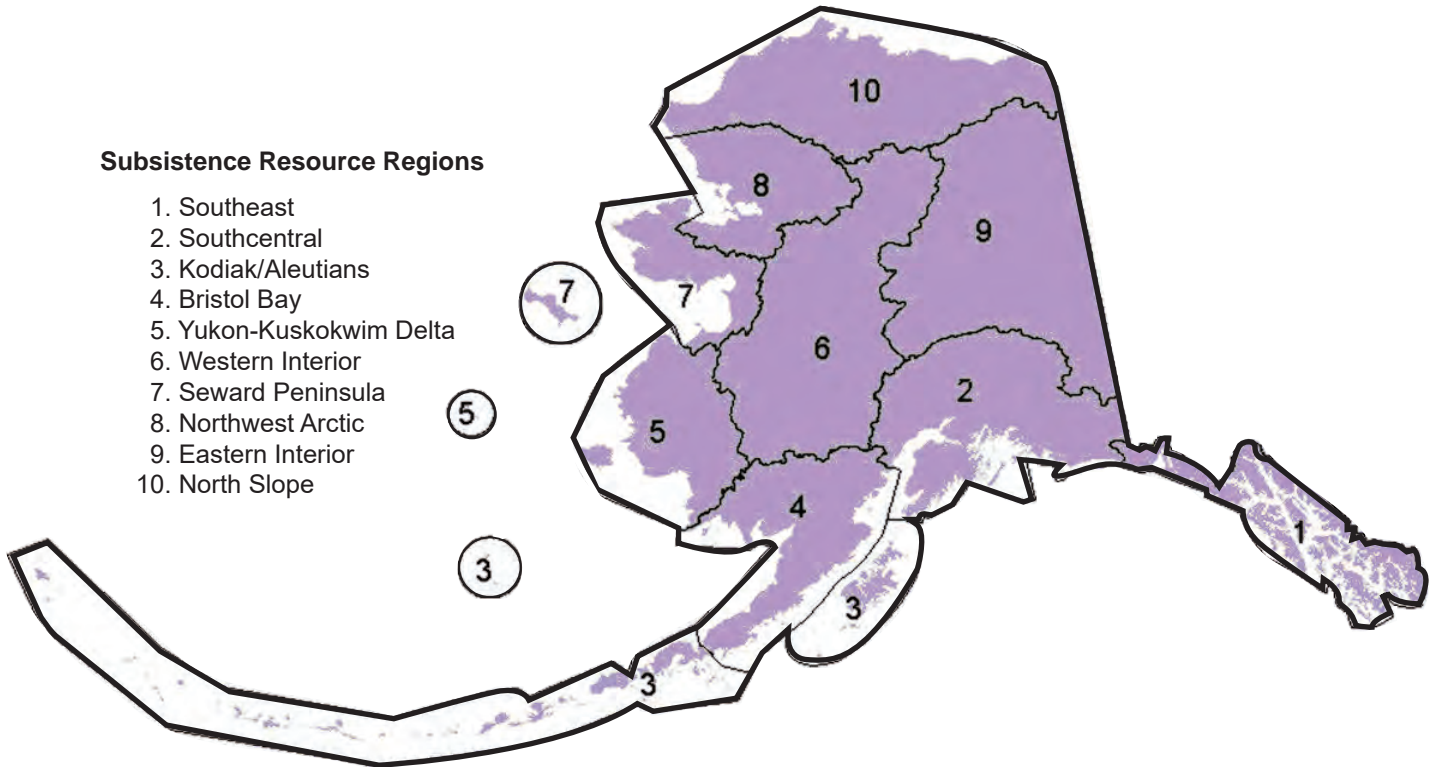 Subsistence Resource Regions
1. Southeast
2. Southcentral
3. Kodiak/Aleutians
4. Bristol Bay
5. Yukon-Kuskokwim Delta
6. Western Interior
7. Seward Peninsula
8. Northwest Arctic
9. Eastern Interior
10. North Slope
10
8
9
7
7
6
2
5
5
4
1
3
3
3